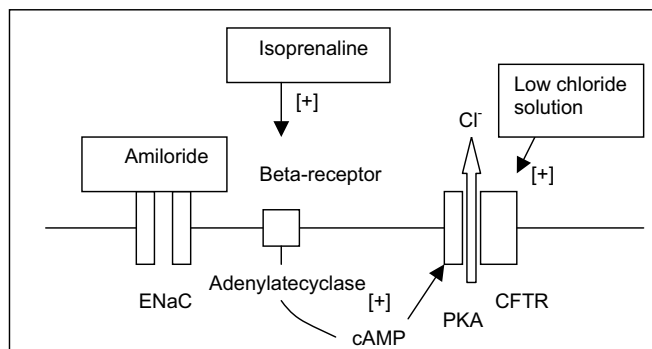 Isoprenaline
[+]
Low chloride
solution
Cl-
Amiloride
Beta-receptor
[+]
Adenylatecyclase
ENaC
[+]
cAMP
PKA
CFTR